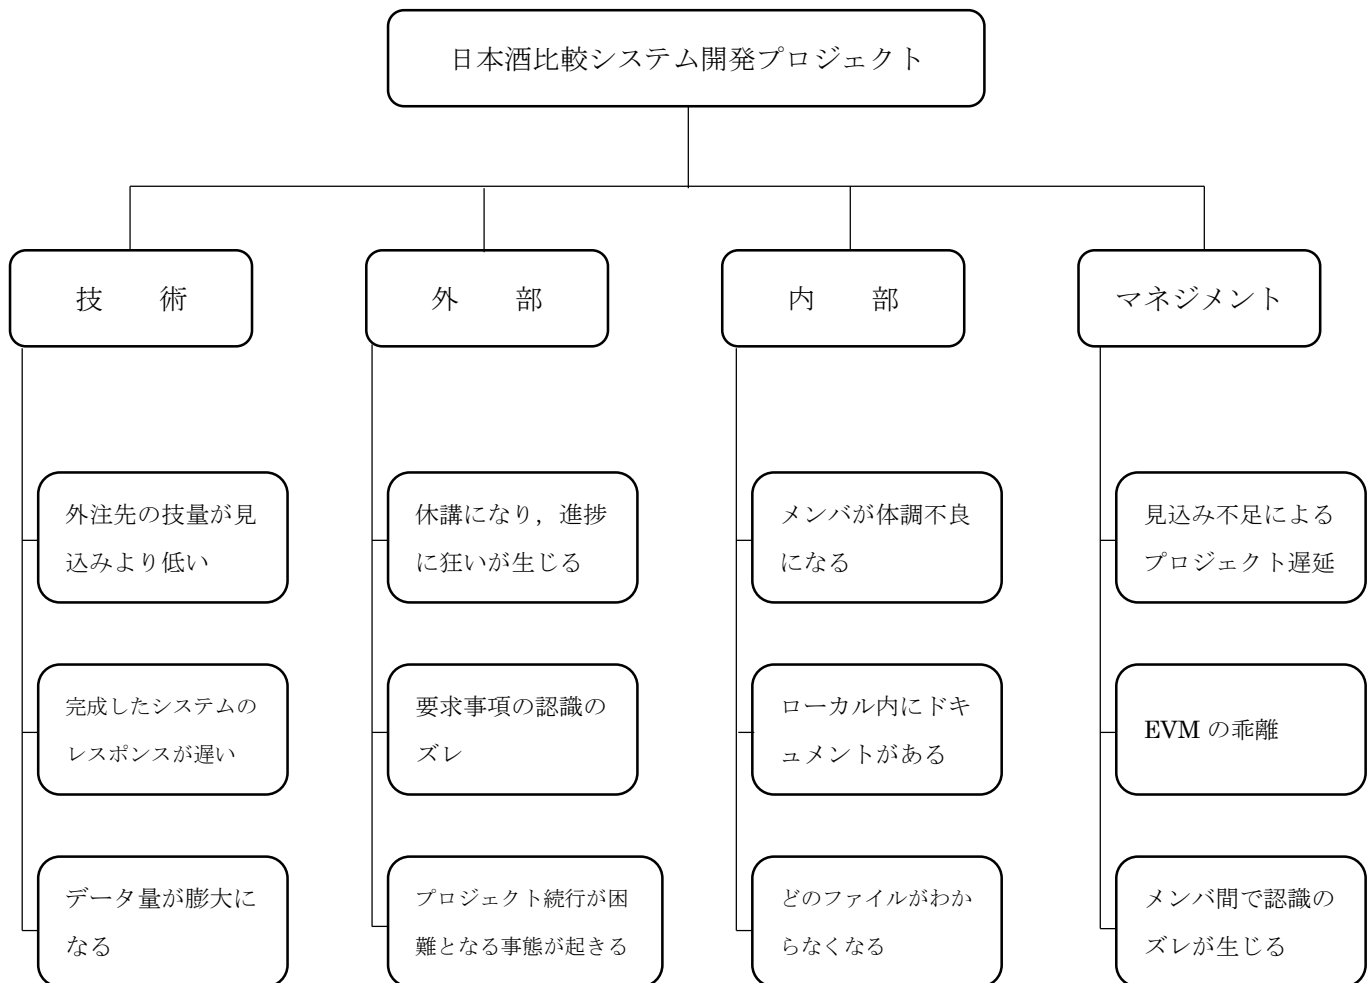 日本酒比較システム開発プロジェクト
技　術
外　部
内　部
マネジメント
外注先の技量が見
込みより低い
休講になり，進捗
に狂いが生じる
メンバが体調不良
になる
見込み不足による
プロジェクト遅延
完成したシステムの
レスポンスが遅い
要求事項の認識の
ズレ
ローカル内にドキ
ュメントがある
EVM の乖離
データ量が膨大に
なる
プロジェクト続行が困
難となる事態が起きる
どのファイルがわか
らなくなる
メンバ間で認識の
ズレが生じる